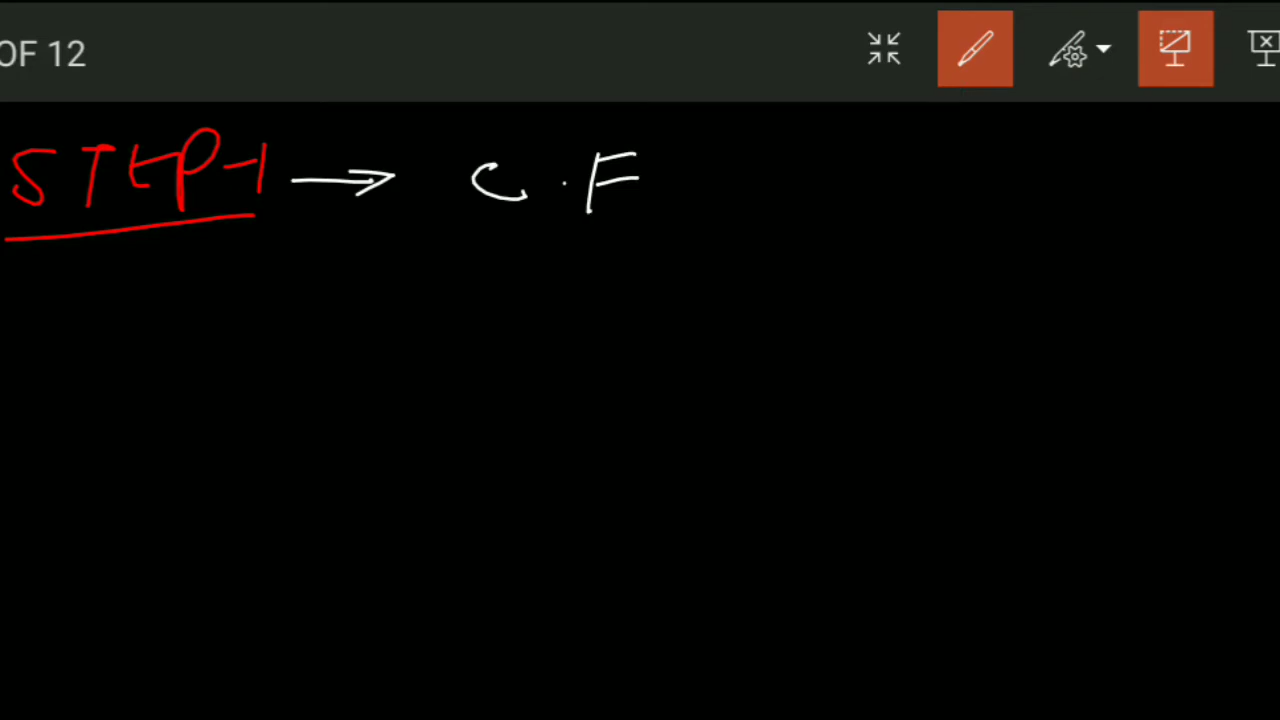 OF 12
STEP-1 → C.F